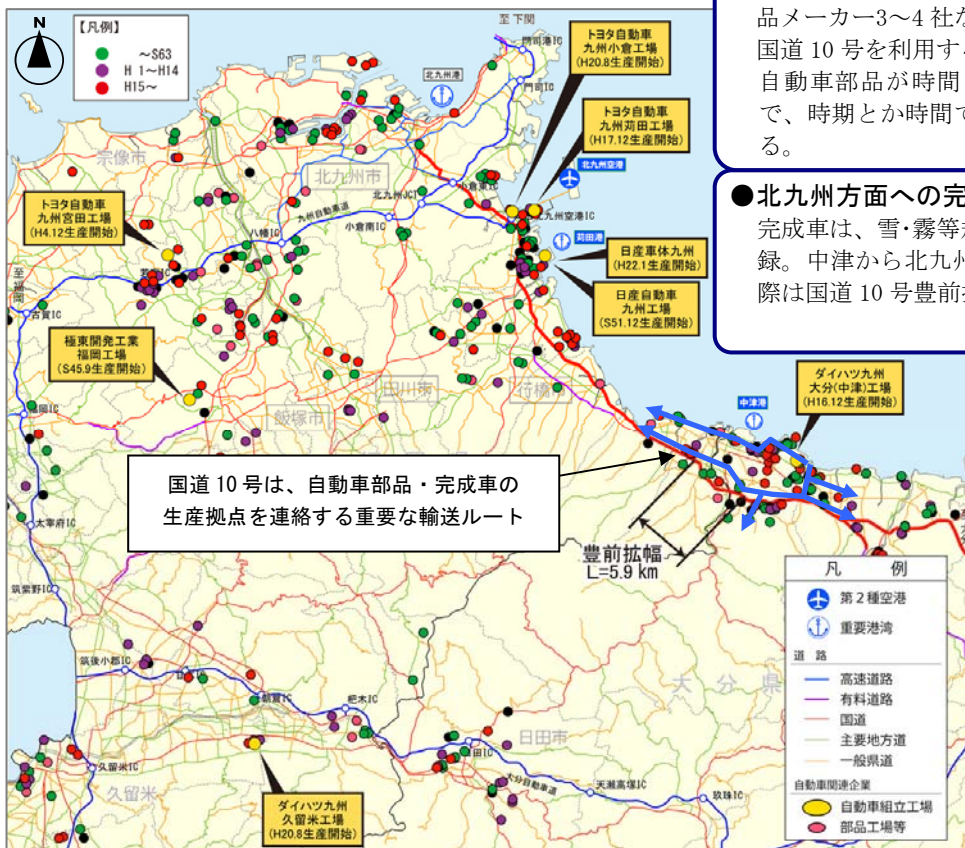 【凡例】
～S63
H 1～H14
H15～
N
至下関
門司港IC
門司IC
北九州港
トヨタ自動車
九州小倉工場
(H20.8生産開始)
トヨタ自動車
九州苅田工場
(H17.12生産開始)
北九州空港
品メーカー3～4 社な
国道 10 号を利用する
自動車部品が時間
で、時期とか時間で
る。
●北九州方面への完
完成車は、雪・霧等
録。中津から北九州
際は国道 10 号豊前拡
宗像市
北九州市
小倉東IC
北九州JCT
九州自動車道
小倉南IC
八幡IC
北九州空港IC
苅田港
トヨタ自動車
九州宮田工場
(H4.12生産開始)
日産車体九州
(H22.1生産開始)
日産自動車
九州工場
(S51.12生産開始)
至福岡
古賀IC
極東開発工業
福岡工場
(S45.9生産開始)
福岡IC
飯塚市
田川市
行橋市
ダイハツ九州
大分(中津)工場
(H16.12生産開始)
中津港
国道 10 号は、自動車部品・完成車の
生産拠点を連絡する重要な輸送ルート
豊前拡幅
L=5.9 km
太宰府IC
筑紫野IC
筑後小郡IC
朝倉IC
杷木IC
大分県
日田市
日田IC
大分自動車道
天瀬高塚IC
玖珠IC
久留米IC
久留米
ダイハツ九州
久留米工場
(H20.8生産開始)
凡 例
第２種空港
重要港湾
道 路
高速道路
有料道路
国道
主要地方道
一般県道
自動車関連企業
自動車組立工場
部品工場等